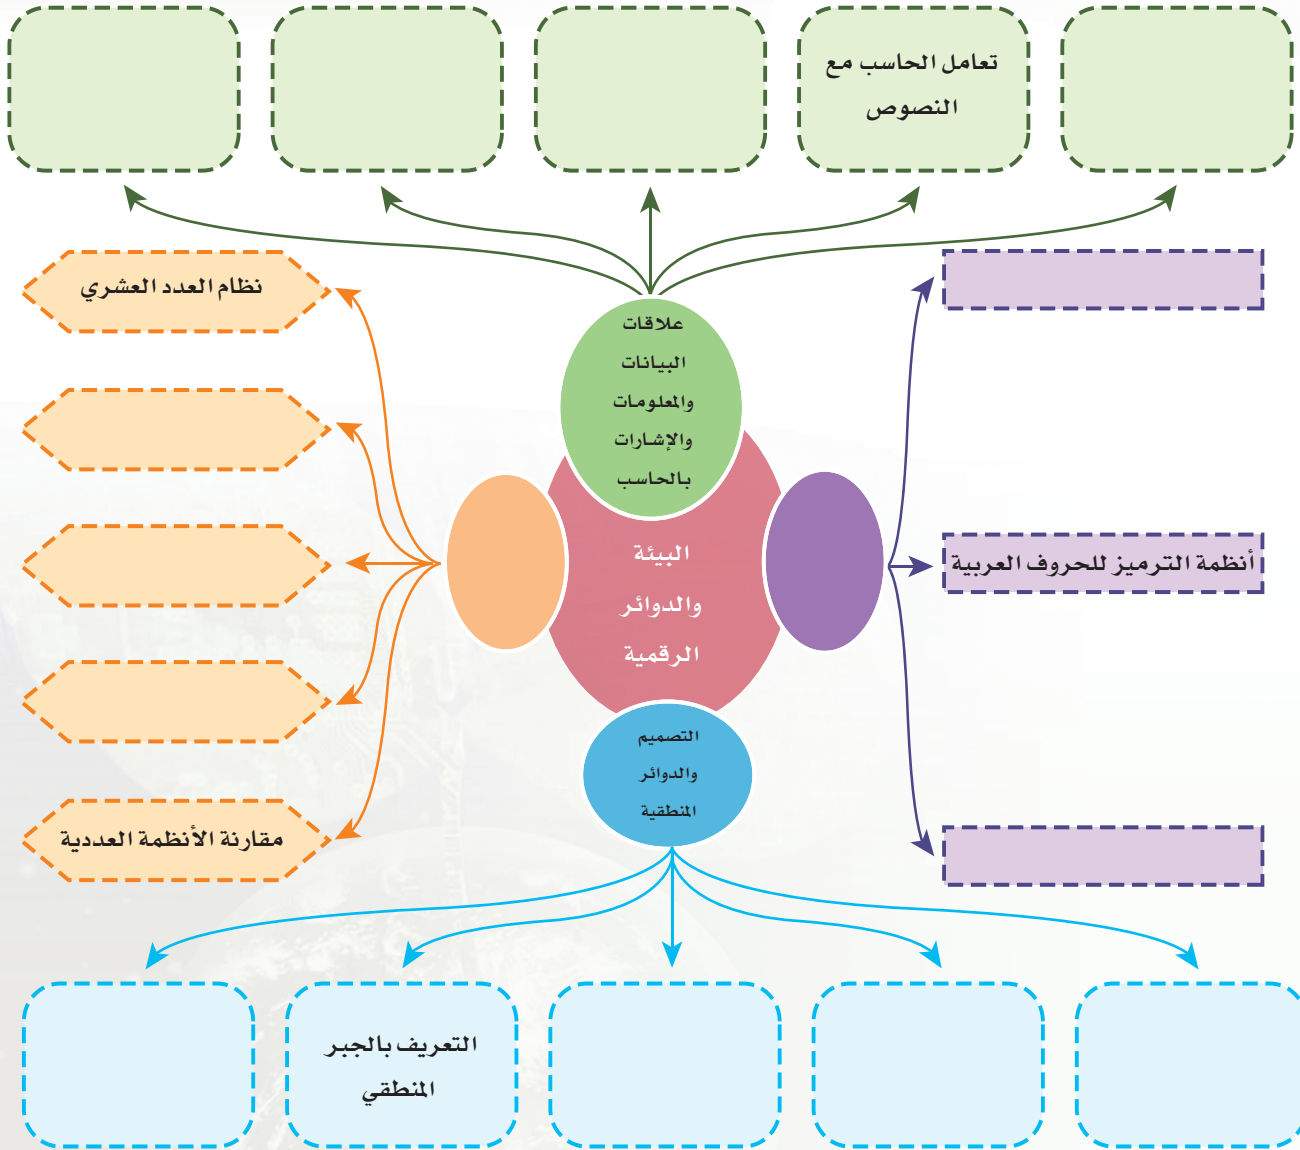 تعامل الحاسب مع
النصوص
علاقات
البيانات
والمعلومات
والإشارات
بالحاسب
نظام العدد العشري
البيئة
والدوائر
الرقمية
أنظمة الترميز للحروف العربية
التصميم
والدوائر
المنطقية
مقارنة الأنظمة العددية
التعريف بالجبر
المنطقي